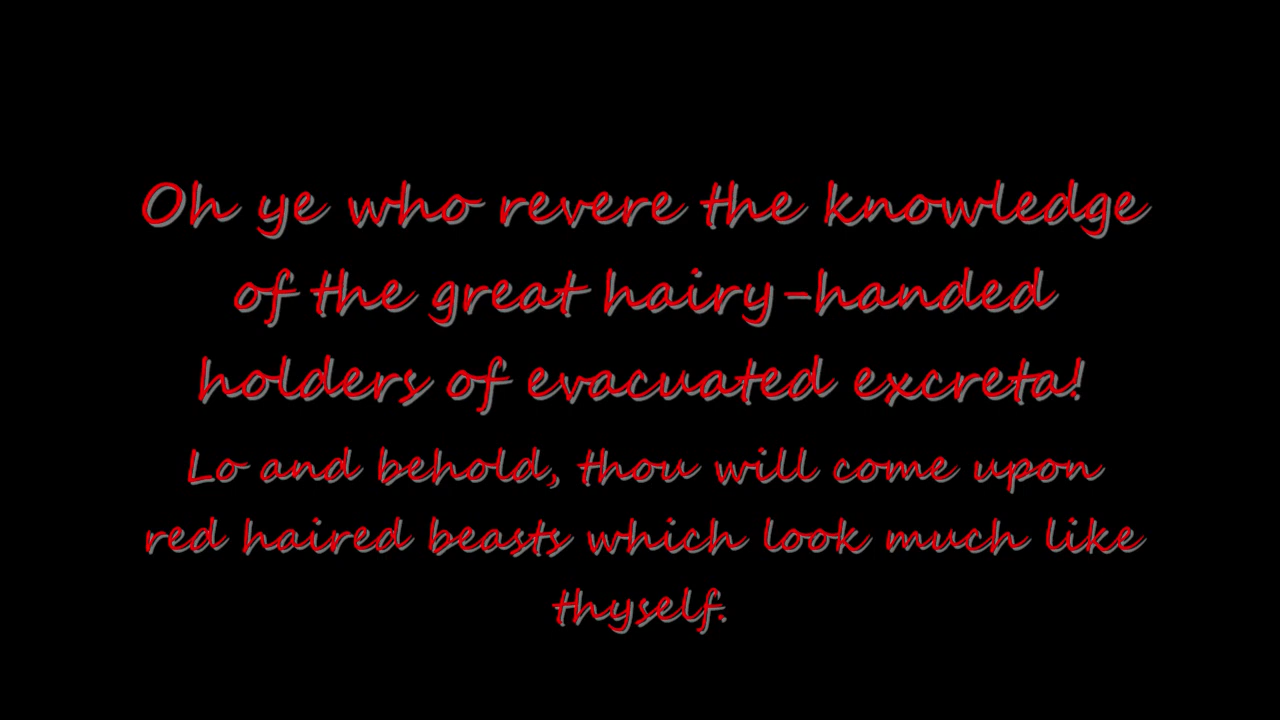 Oh ye who revere the knowledge
of the great hairy-handed
holders of evacuated excreta!
Lo and behold, thou will come upon
red haired beasts which look much like
thyself.